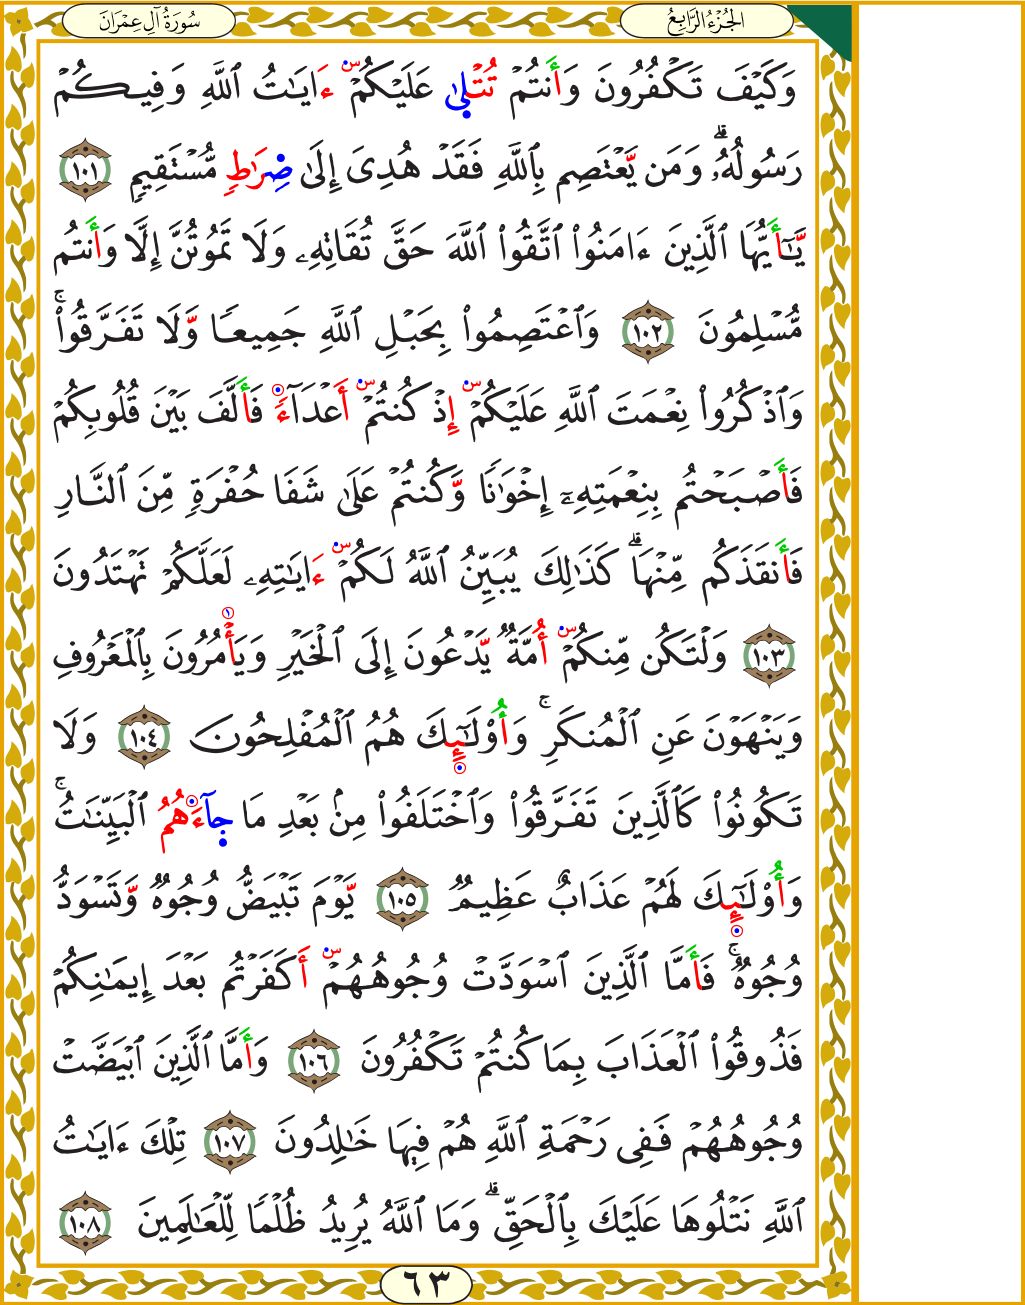 سُورَةُ آلِ عِمْرَانَ
الجُزْءُ الرَّابِعُ
وَكَيْفَ تَكْفُرُونَ وَأَنتُمْ تُتْلَىٰ عَلَيْكُمْۜ ءَايَٰتُ ٱللَّهِ وَفِيكُمْ
رَسُولُهُۥۗ وَمَن يَّعْتَصِم بِٱللَّهِ فَقَدْ هُدِىَ إِلَىٰ صِرَٰطٖ مُّسْتَقِيمٖ ١٠١
يَّٰٓأَيُّهَا ٱلَّذِينَ ءَامَنُوا۟ ٱتَّقُوا۟ ٱللَّهَ حَقَّ تُقَاتِهِۦ وَلَا تَمُوتُنَّ إِلَّا وَأَنتُم
مُّسْلِمُونَ ١٠٢ وَٱعْتَصِمُوا۟ بِحَبْلِ ٱللَّهِ جَمِيعٗا وَّلَا تَفَرَّقُوا۟ۚ
وَٱذْكُرُوا۟ نِعْمَتَ ٱللَّهِ عَلَيْكُمْۜ إِذْ كُنتُمْۜ أَعْدَآءٗ فَأَلَّفَ بَيْنَ قُلُوبِكُمْ
فَأَصْبَحْتُم بِنِعْمَتِهِۦٓ إِخْوَٰنٗا وَّكُنتُمْ عَلَىٰ شَفَا حُفْرَةٖ مِّنَ ٱلنَّارِ
فَأَنقَذَكُم مِّنْهَاۗ كَذَٰلِكَ يُبَيِّنُ ٱللَّهُ لَكُمْۜ ءَايَٰتِهِۦ لَعَلَّكُمْ تَهْتَدُونَ
١٠٣ وَلْتَكُن مِّنكُمْۜ أُمَّةٞ يَّدْعُونَ إِلَى ٱلْخَيْرِ وَيَأْمُرُونَ بِٱلْمَعْرُوفِ
وَيَنْهَوْنَ عَنِ ٱلْمُنكَرِۚ وَأُو۟لَٰٓئِكَ هُمُ ٱلْمُفْلِحُونَ ١٠٤ وَلَا
تَكُونُوا۟ كَٱلَّذِينَ تَفَرَّقُوا۟ وَٱخْتَلَفُوا۟ مِنۢ بَعْدِ مَا جَآءَهُمُ ٱلْبَيِّنَٰتُۚ
وَأُو۟لَٰٓئِكَ لَهُمْ عَذَابٌ عَظِيمٞ ١٠٥ يَّوْمَ تَبْيَضُّ وُجُوهٞ وَّتَسْوَدُّ
وُجُوهٞۚ فَأَمَّا ٱلَّذِينَ ٱسْوَدَّتْ وُجُوهُهُمْۜ أَكَفَرْتُم بَعْدَ إِيمَٰنِكُمْ
فَذُوقُوا۟ ٱلْعَذَابَ بِمَا كُنتُمْ تَكْفُرُونَ ١٠٦ وَأَمَّا ٱلَّذِينَ ٱبْيَضَّتْ
وُجُوهُهُمْ فَفِى رَحْمَةِ ٱللَّهِ هُمْ فِيهَا خَٰلِدُونَ ١٠٧ تِلْكَ ءَايَٰتُ
ٱللَّهِ نَتْلُوهَا عَلَيْكَ بِٱلْحَقِّۗ وَمَا ٱللَّهُ يُرِيدُ ظُلْمٗا لِّلْعَٰلَمِينَ ١٠٨
٦٣